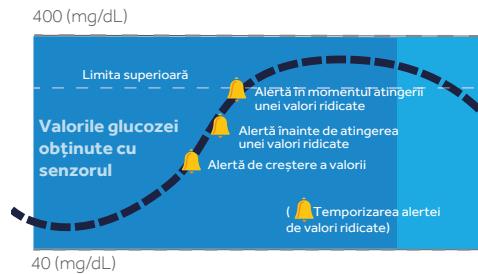 400 (mg/dL)
Limita superioară
Alertă în momentul atingerii
unei valori ridicate
Valorile glucozei
obținute cu
senzorul
Alertă înainte de atingerea
unei valori ridicate
Alertă de creștere a valorii
( Temporizarea alertei
de valori ridicate)
40 (mg/dL)